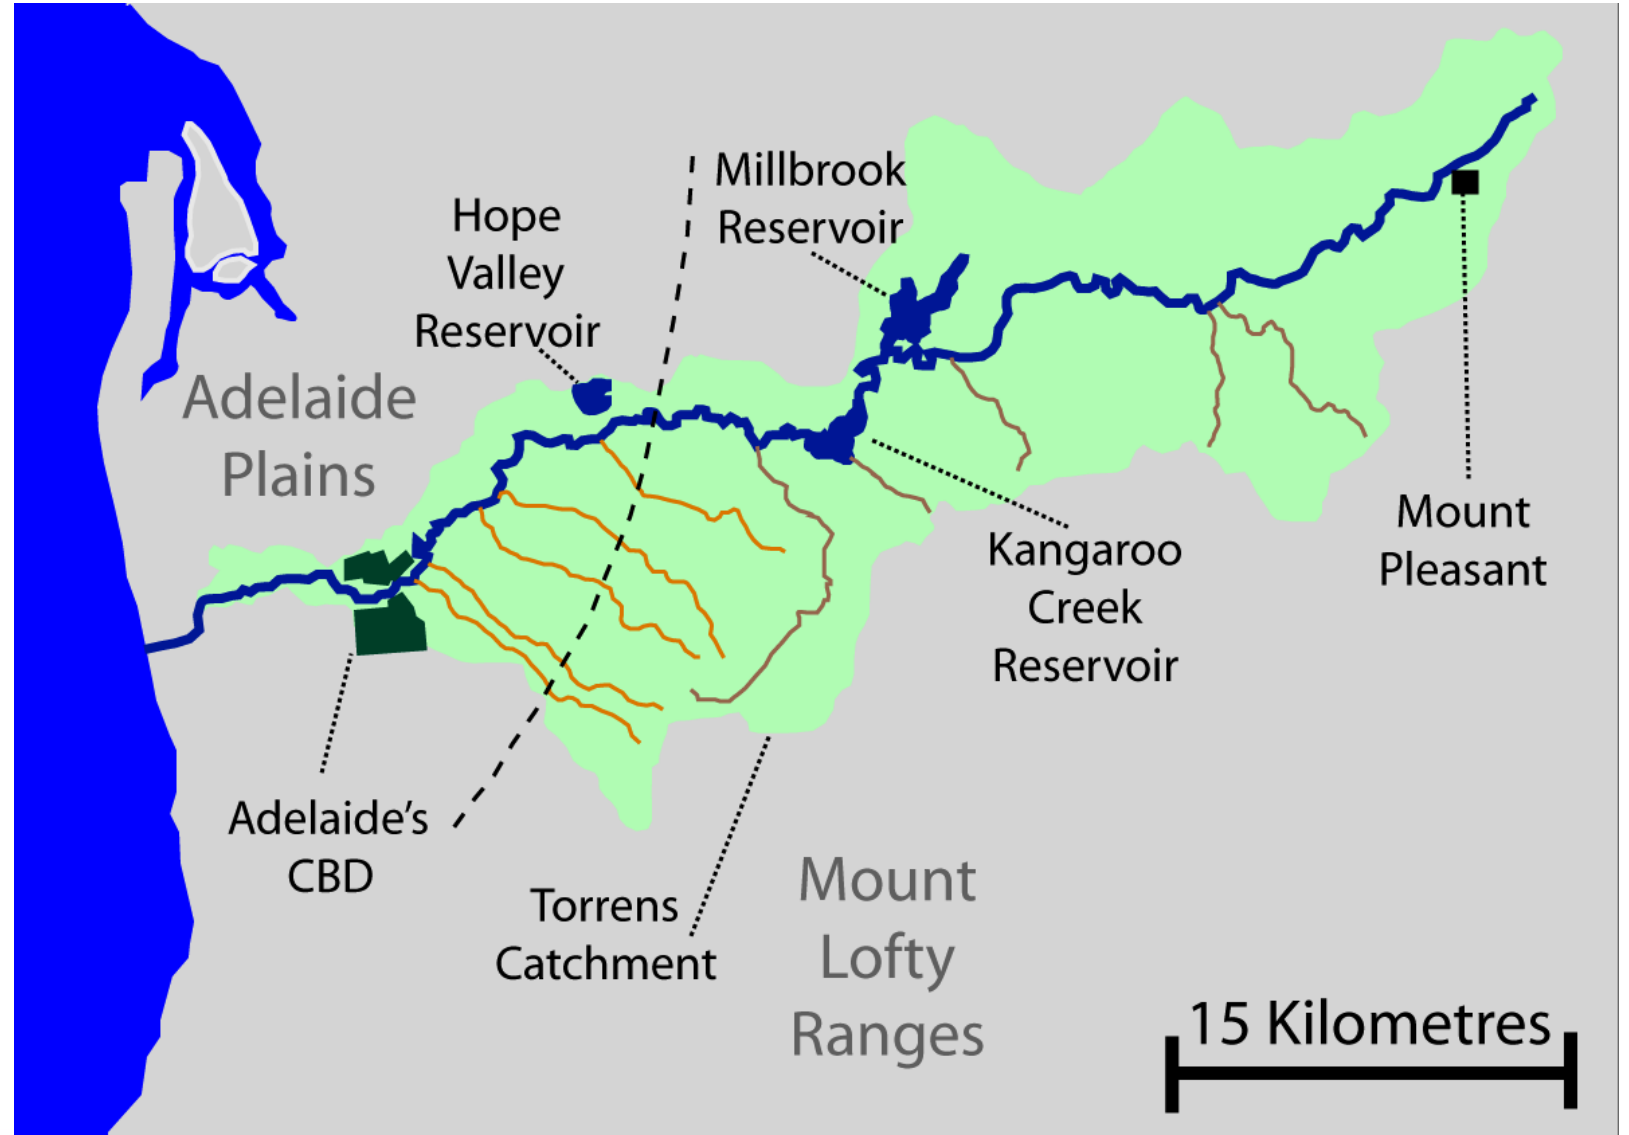 Millbrook
Reservoir
Hope
Valley
Reservoir
Adelaide
Plains
Mount
Pleasant
Kangaroo
Creek
Reservoir
Adelaide's
CBD
Torrens
Catchment
Mount
Lofty
Ranges
15 Kilometres